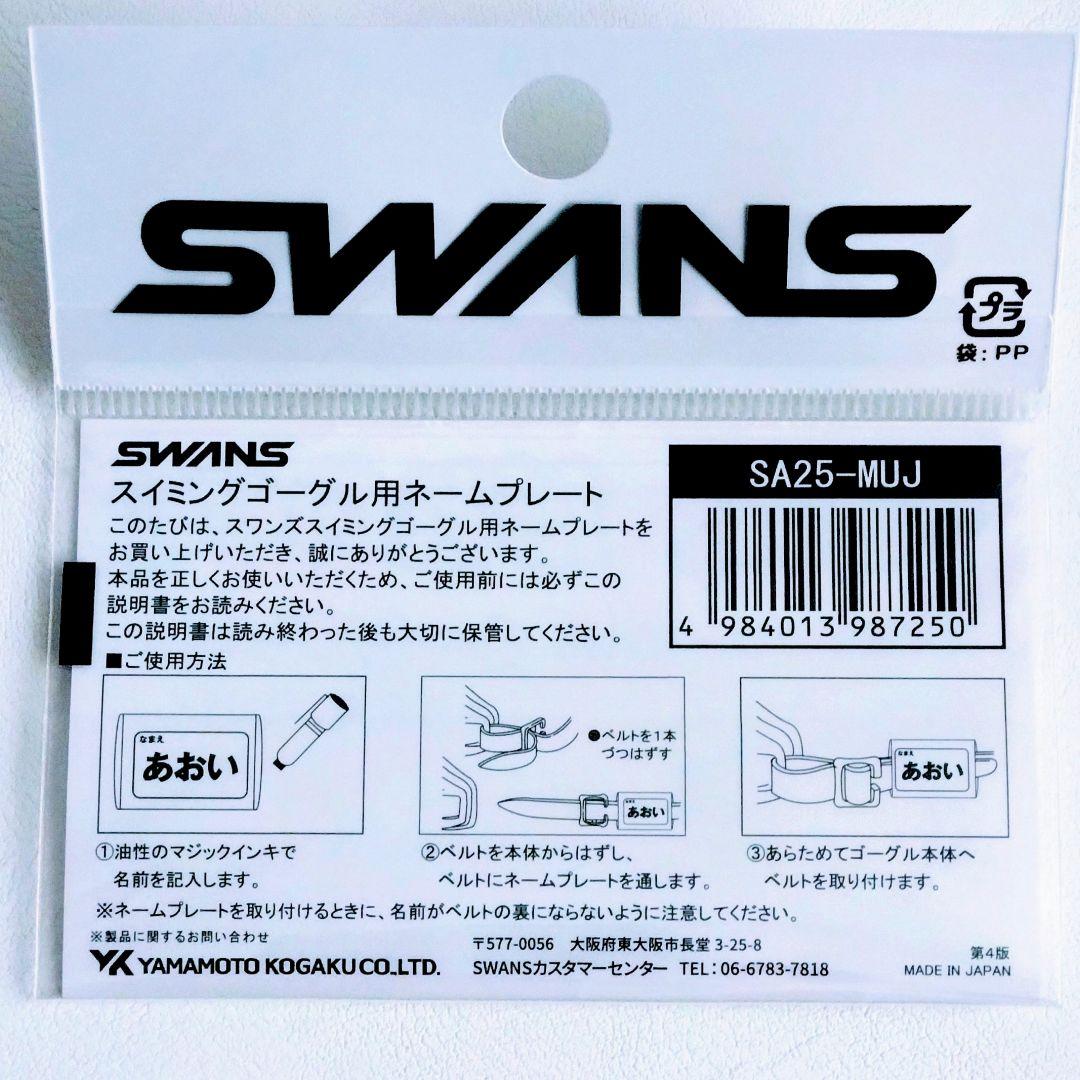 SWANS
プラ
袋：PP
SWANS
スイミングゴーグル用ネームプレート
このたびは、スワンズスイミングゴーグル用ネームプレートを
お買い上げいただき、誠にありがとうございます。
本品を正しくお使いいただくため、ご使用前には必ずこの
説明書をお読みください。
この説明書は読み終わった後も大切に保管してください。
SA25-MUJ
4 984013 987250
■ご使用方法
なまえ
あおい
●ベルトを1本
づつはずす
なまえ
あおい
なまえ
あおい
①油性のマジックインキで
名前を記入します。
②ベルトを本体からはずし、
ベルトにネームプレートを通します。
③あらためてゴーグル本体へ
ベルトを取り付けます。
※ネームプレートを取り付けるときに、名前がベルトの裏にならないように注意してください。
※製品に関するお問い合わせ
YK YAMAMOTO KOGAKU CO.,LTD.
〒577-0056 大阪府東大阪市長堂 3-25-8
SWANSカスタマーセンター TEL：06-6783-7818
第4版
MADE IN JAPAN